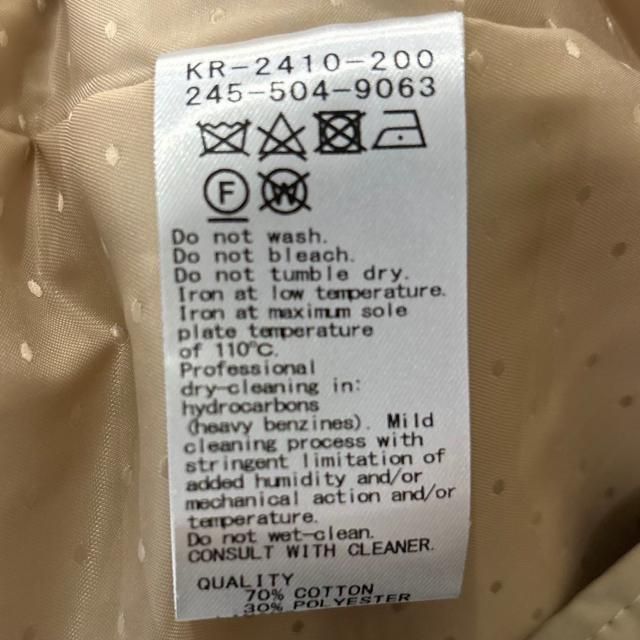 KR-2410-200
245-504-9063
F W
Do not wash.
Do not bleach.
Do not tumble dry.
Iron at low temperature.
Iron at maximum sole
plate temperature
of 110°C.
Professional
dry-cleaning in:
hydrocarbons
(heavy benzines). Mild
cleaning process with
stringent limitation of
added humidity and/or
mechanical action and/or
temperature.
Do not wet-clean.
CONSULT WITH CLEANER.
QUALITY
70% COTTON
30% POLYESTER